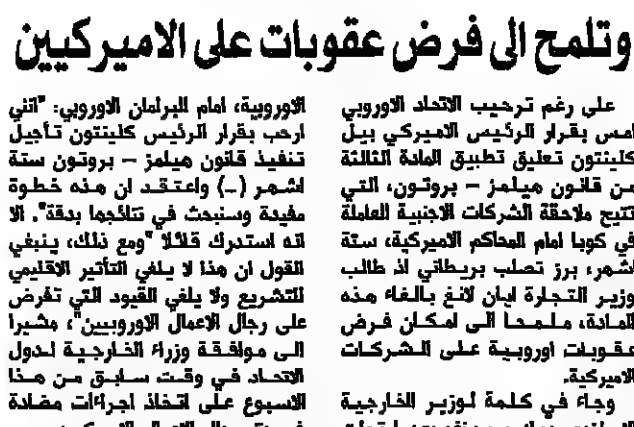 وتلمح الى فرض عقوبات على الاميركيين
على رغم ترحيب الاتحاد الاوروبي
امس بقرار الرئيس الاميركي بيل
كلينتون تعليق تطبيق المادة الثالثة
من قانون هيلمز – بروتون، التي
تتيح ملاحقة الشركات الاجنبية العاملة
في كوبا امام المحاكم الاميركية، ستة
اشهر، برز تصلب بريطاني اذ طالب
وزير التجارة ايان لانغ بالغاء هذه
المادة، ملمحا الى امكان فرض
عقوبات اوروبية على الشركات
الاميركية.
وجاء في كلمة لوزير الخارجية
الاوروبية، امام البرلمان الاوروبي: "انني
ارحب بقرار الرئيس كلينتون تأجيل
تنفيذ قانون هيلمز – بروتون ستة
اشهر (..) واعتقد ان هذه خطوة
مفيدة وسنبحث في نتائجها بدقة". الا
انه استدرك قائلا "ومع ذلك، ينبغي
القول ان هذا لا يلغي التأثير الاقليمي
للتشريع ولا يلغي القيود التي تفرض
على رجال الاعمال الاوروبيين"، مشيرا
الى موافقة وزراء الخارجية لدول
الاتحاد في وقت سابق من هذا
الاسبوع على اتخاذ اجراءات مضادة